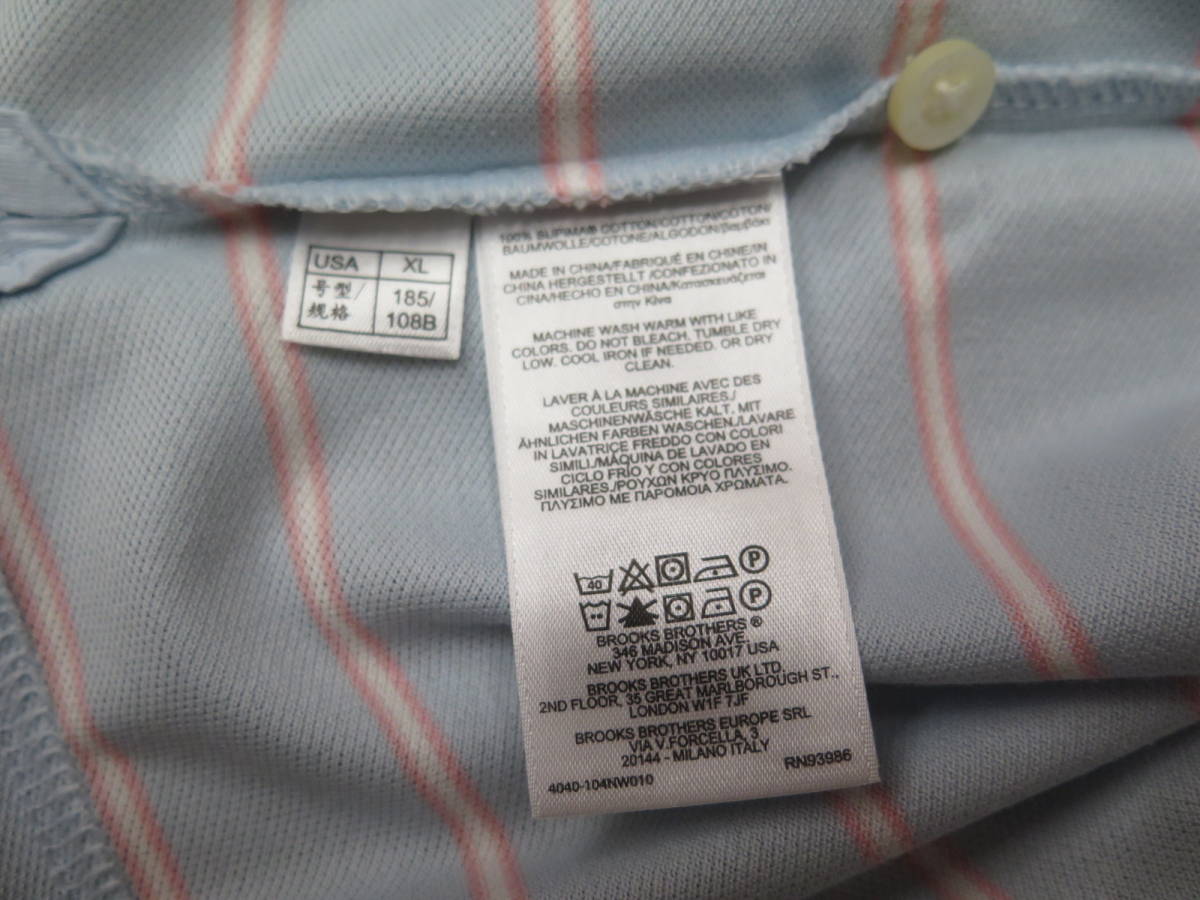 USA XL
号型/ 185/
规格 108B
100% SUPIMA® COTTON/COTTON/COTON/
BAUMWOLLE/COTONE/ALGODON/βαμβάκι
MADE IN CHINA/FABRIQUÉ EN CHINE/IN
CHINA HERGESTELLT /CONFEZIONATO IN
CINA/HECHO EN CHINA/Κατασκευάζεται
στην Κίνα
MACHINE WASH WARM WITH LIKE
COLORS. DO NOT BLEACH. TUMBLE DRY
LOW. COOL IRON IF NEEDED. OR DRY
CLEAN.
LAVER À LA MACHINE AVEC DES
COULEURS SIMILAIRES./
MASCHINENWÄSCHE KALT. MIT
ÄHNLICHEN FARBEN WASCHEN./LAVARE
IN LAVATRICE FREDDO CON COLORI
SIMILI./MÁQUINA DE LAVADO EN
CICLO FRÍO Y CON COLORES
SIMILARES./ΡΟΥΧΩΝ ΚΡΥΟ ΠΛΥΣΙΜΟ.
ΠΛΥΣΙΜΟ ΜΕ ΠΑΡΟΜΟΙΑ ΧΡΩΜΑΤΑ.
40 P
P
BROOKS BROTHERS ®
346 MADISON AVE.
NEW YORK, NY 10017 USA
BROOKS BROTHERS UK LTD.
2ND FLOOR, 35 GREAT MARLBOROUGH ST.,
LONDON W1F 7JF
BROOKS BROTHERS EUROPE SRL
VIA V.FORCELLA, 3
20144 - MILANO ITALY
4040-104NW010 RN93986